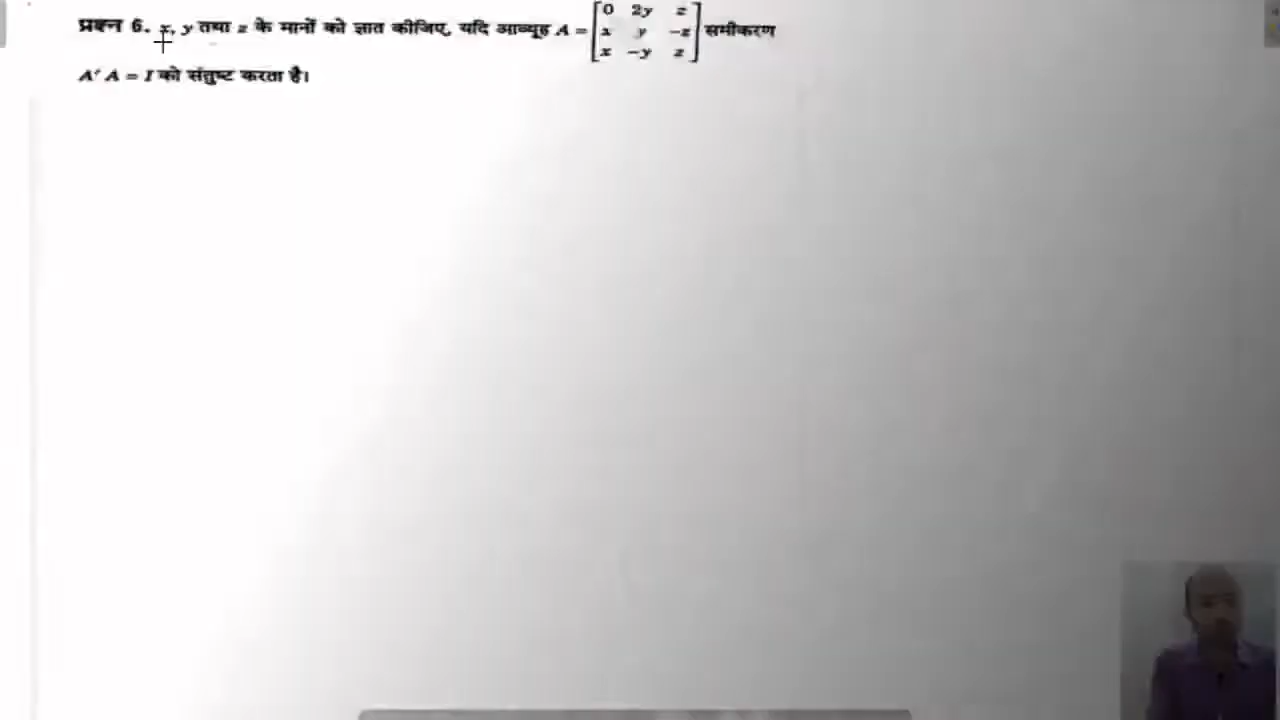 प्रश्न 6. x, y तथा z के मानों को ज्ञात कीजिए, यदि आव्यूह A = [0 2y z; x y -z; x -y z] समीकरण
A′ A = I को संतुष्ट करता है।